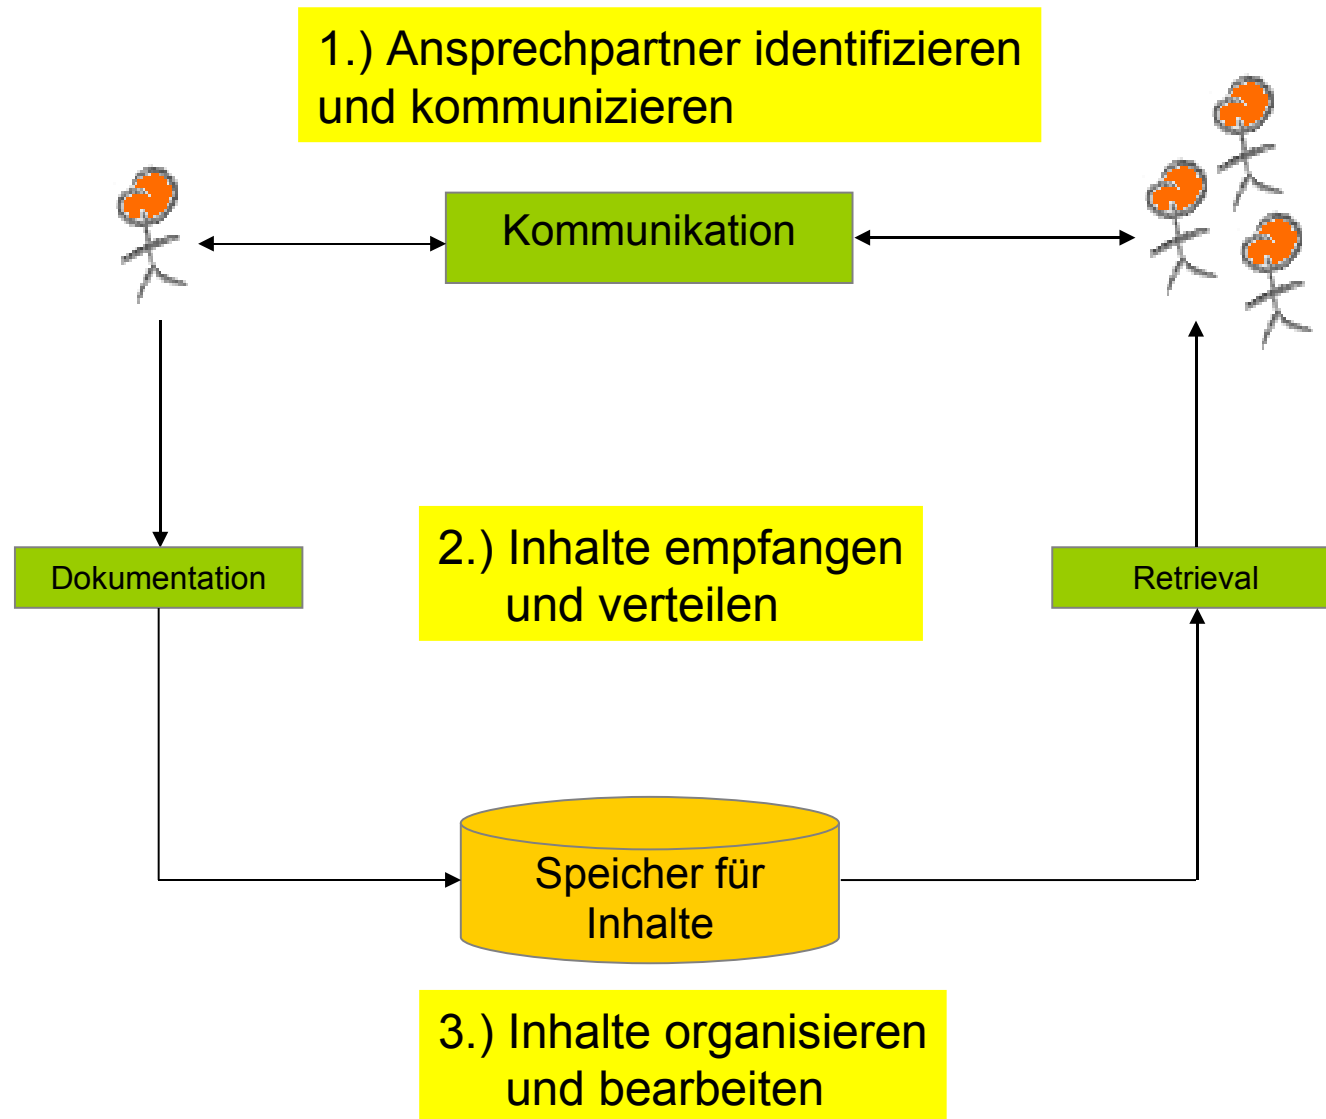 1.) Ansprechpartner identifizieren
und kommunizieren
Kommunikation
2.) Inhalte empfangen
und verteilen
Dokumentation
Retrieval
Speicher für
Inhalte
3.) Inhalte organisieren
und bearbeiten